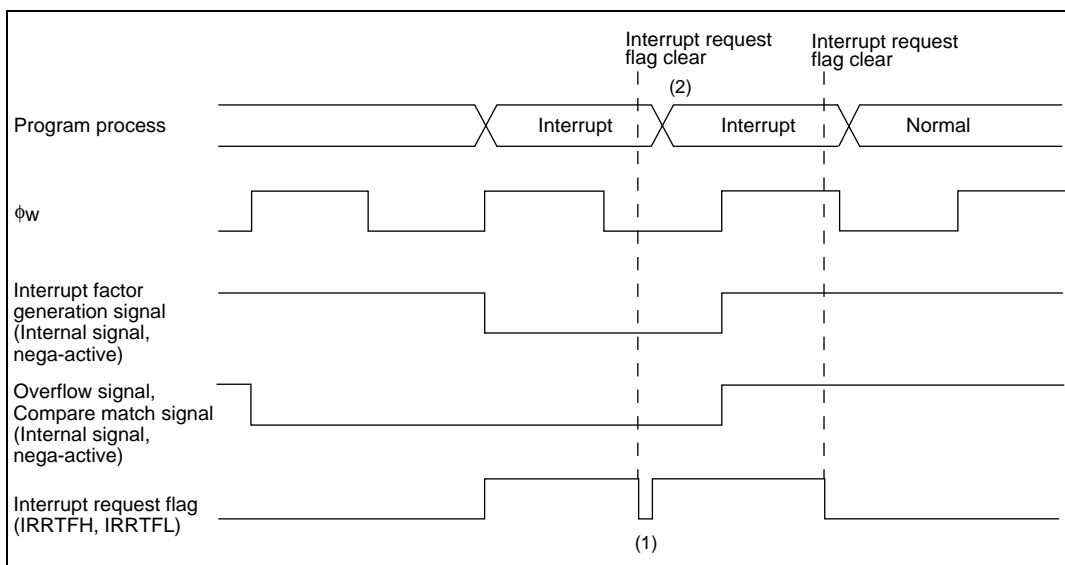 Interrupt request
flag clear
Interrupt request
flag clear
(2)
Program process
Interrupt
Interrupt
Normal
ϕw
Interrupt factor
generation signal
(Internal signal,
nega-active)
Overflow signal,
Compare match signal
(Internal signal,
nega-active)
Interrupt request flag
(IRRTFH, IRRTFL)
(1)